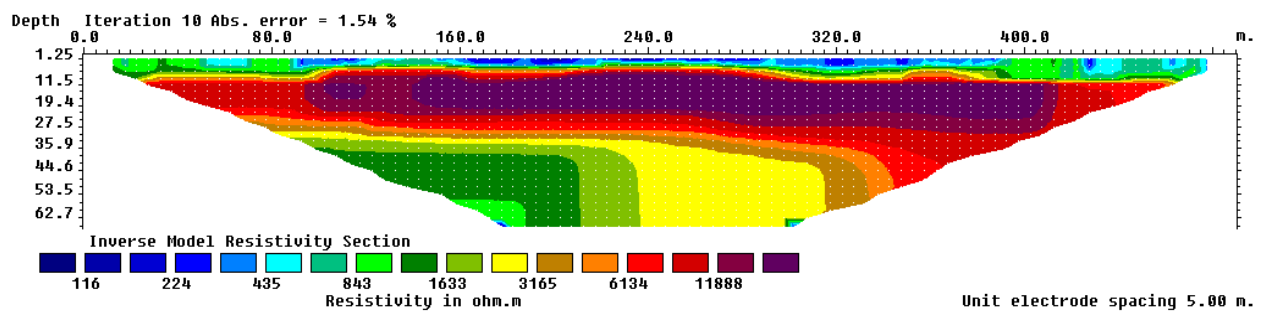 Depth Iteration 10 Abs. error = 1.54 %
0.0 80.0 160.0 240.0 320.0 400.0 m.
1.25
11.5
19.4
27.5
35.9
44.6
53.5
62.7
Inverse Model Resistivity Section
116 224 435 843 1633 3165 6134 11888
Resistivity in ohm.m Unit electrode spacing 5.00 m.